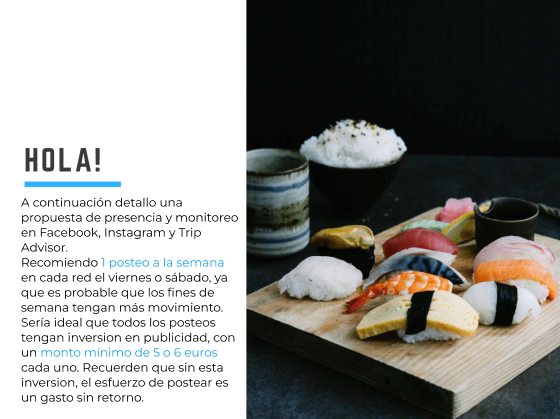 HOLA!
A continuación detallo una
propuesta de presencia y monitoreo
en Facebook, Instagram y Trip
Advisor.
Recomiendo 1 posteo a la semana
en cada red el viernes o sábado, ya
que es probable que los fines de
semana tengan más movimiento.
Sería ideal que todos los posteos
tengan inversion en publicidad, con
un monto mínimo de 5 o 6 euros
cada uno. Recuerden que sin esta
inversion, el esfuerzo de postear es
un gasto sin retorno.